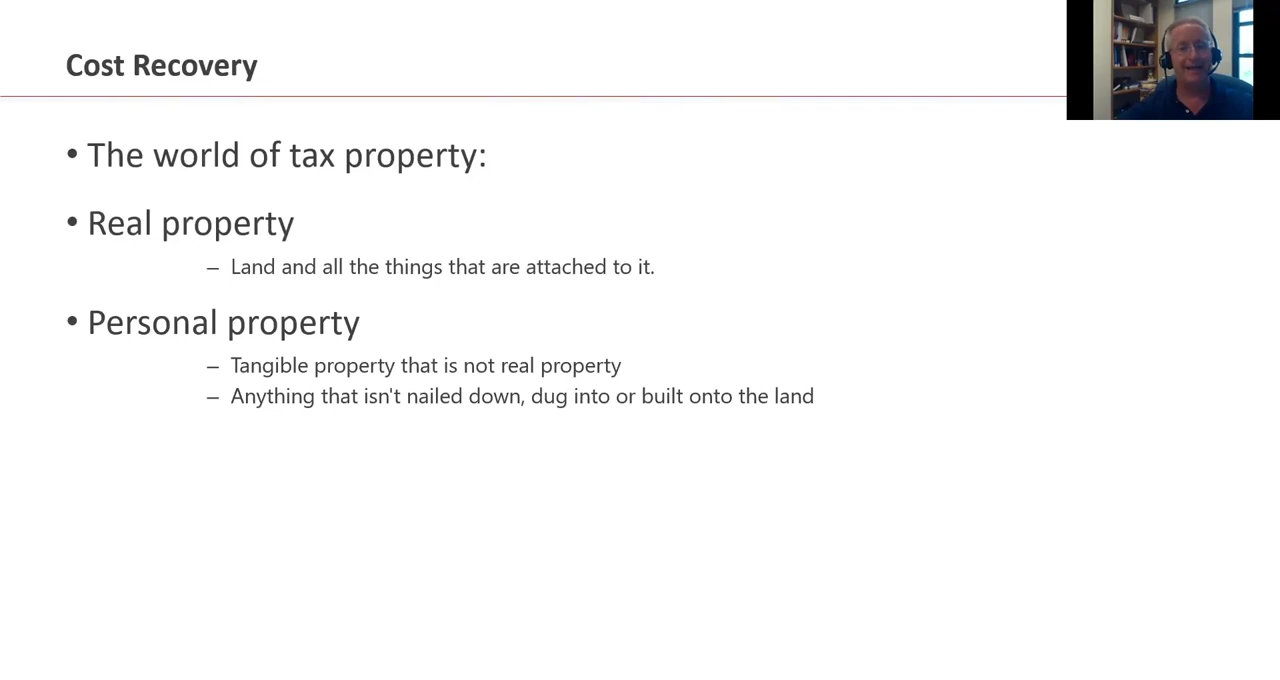 Cost Recovery
• The world of tax property:
• Real property
– Land and all the things that are attached to it.
• Personal property
– Tangible property that is not real property
– Anything that isn't nailed down, dug into or built onto the land